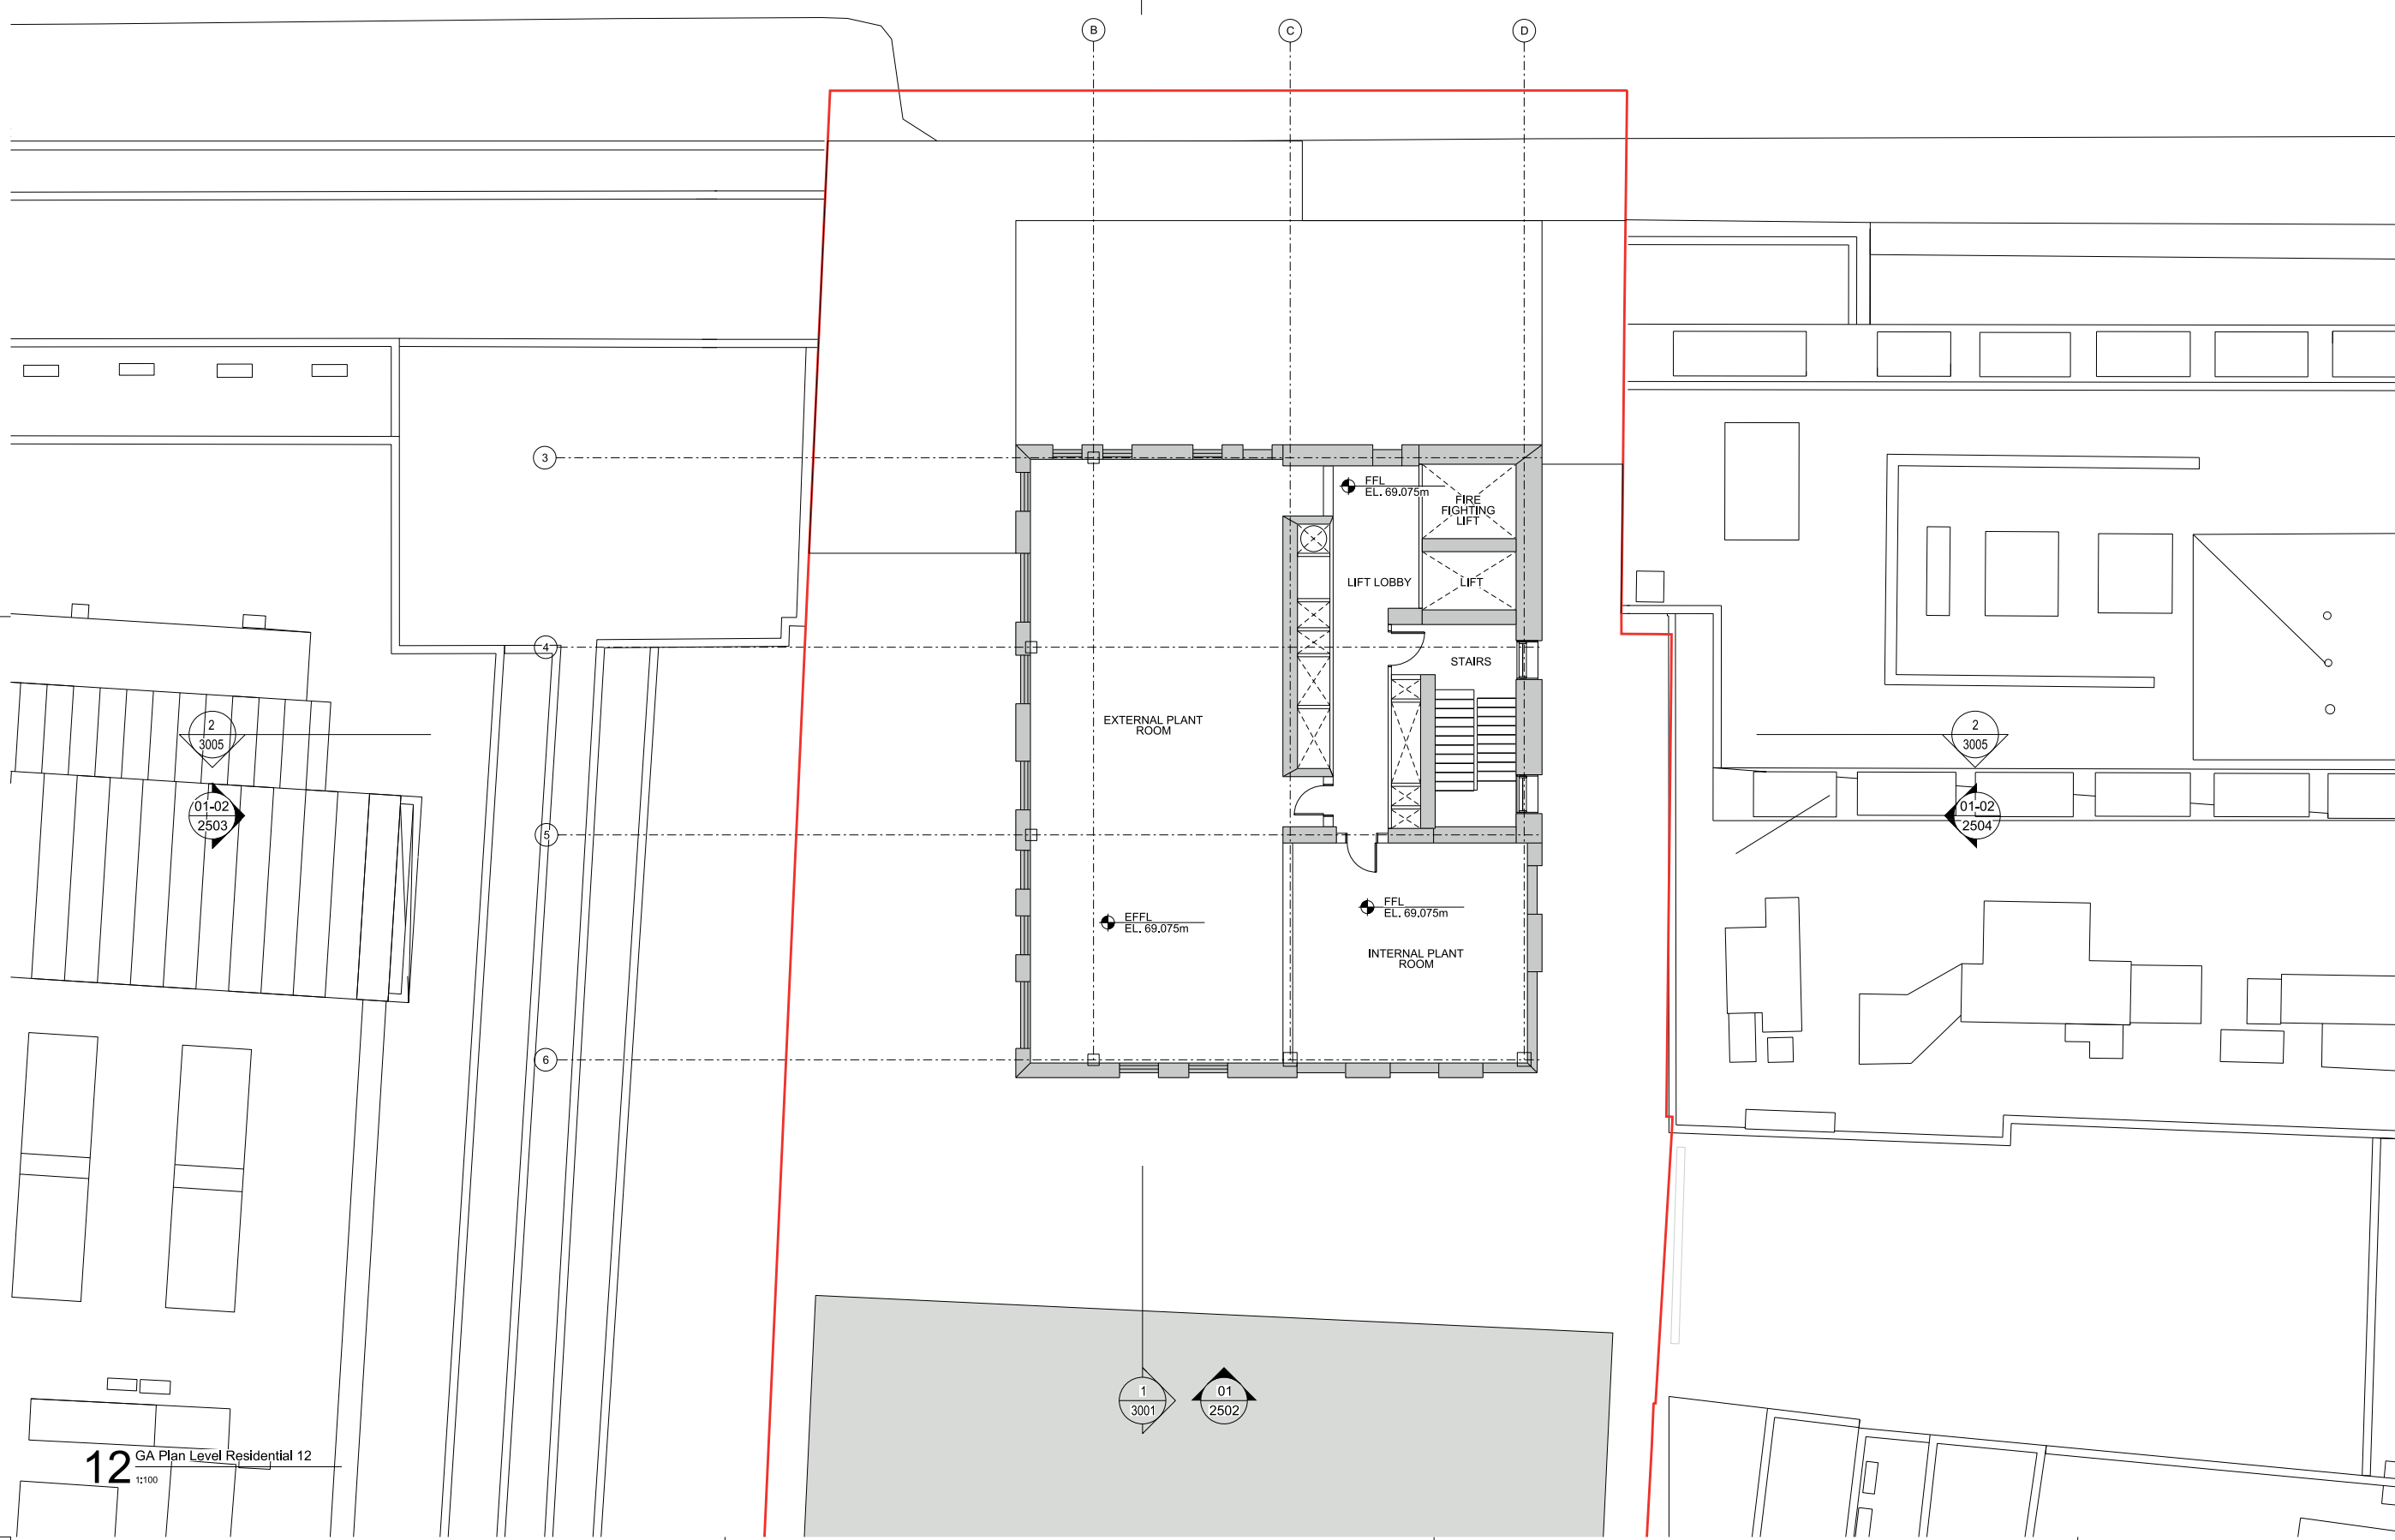 B
C
D
3
FFL
EL. 69.075m
FIRE
FIGHTING
LIFT
LIFT LOBBY
LIFT
4
STAIRS
EXTERNAL PLANT
ROOM
2
3005
2
3005
01-02
2503
01-02
2504
5
EFFL
EL. 69.075m
FFL
EL. 69.075m
INTERNAL PLANT
ROOM
6
1
3001
01
2502
12
GA Plan Level Residential 12
1:100